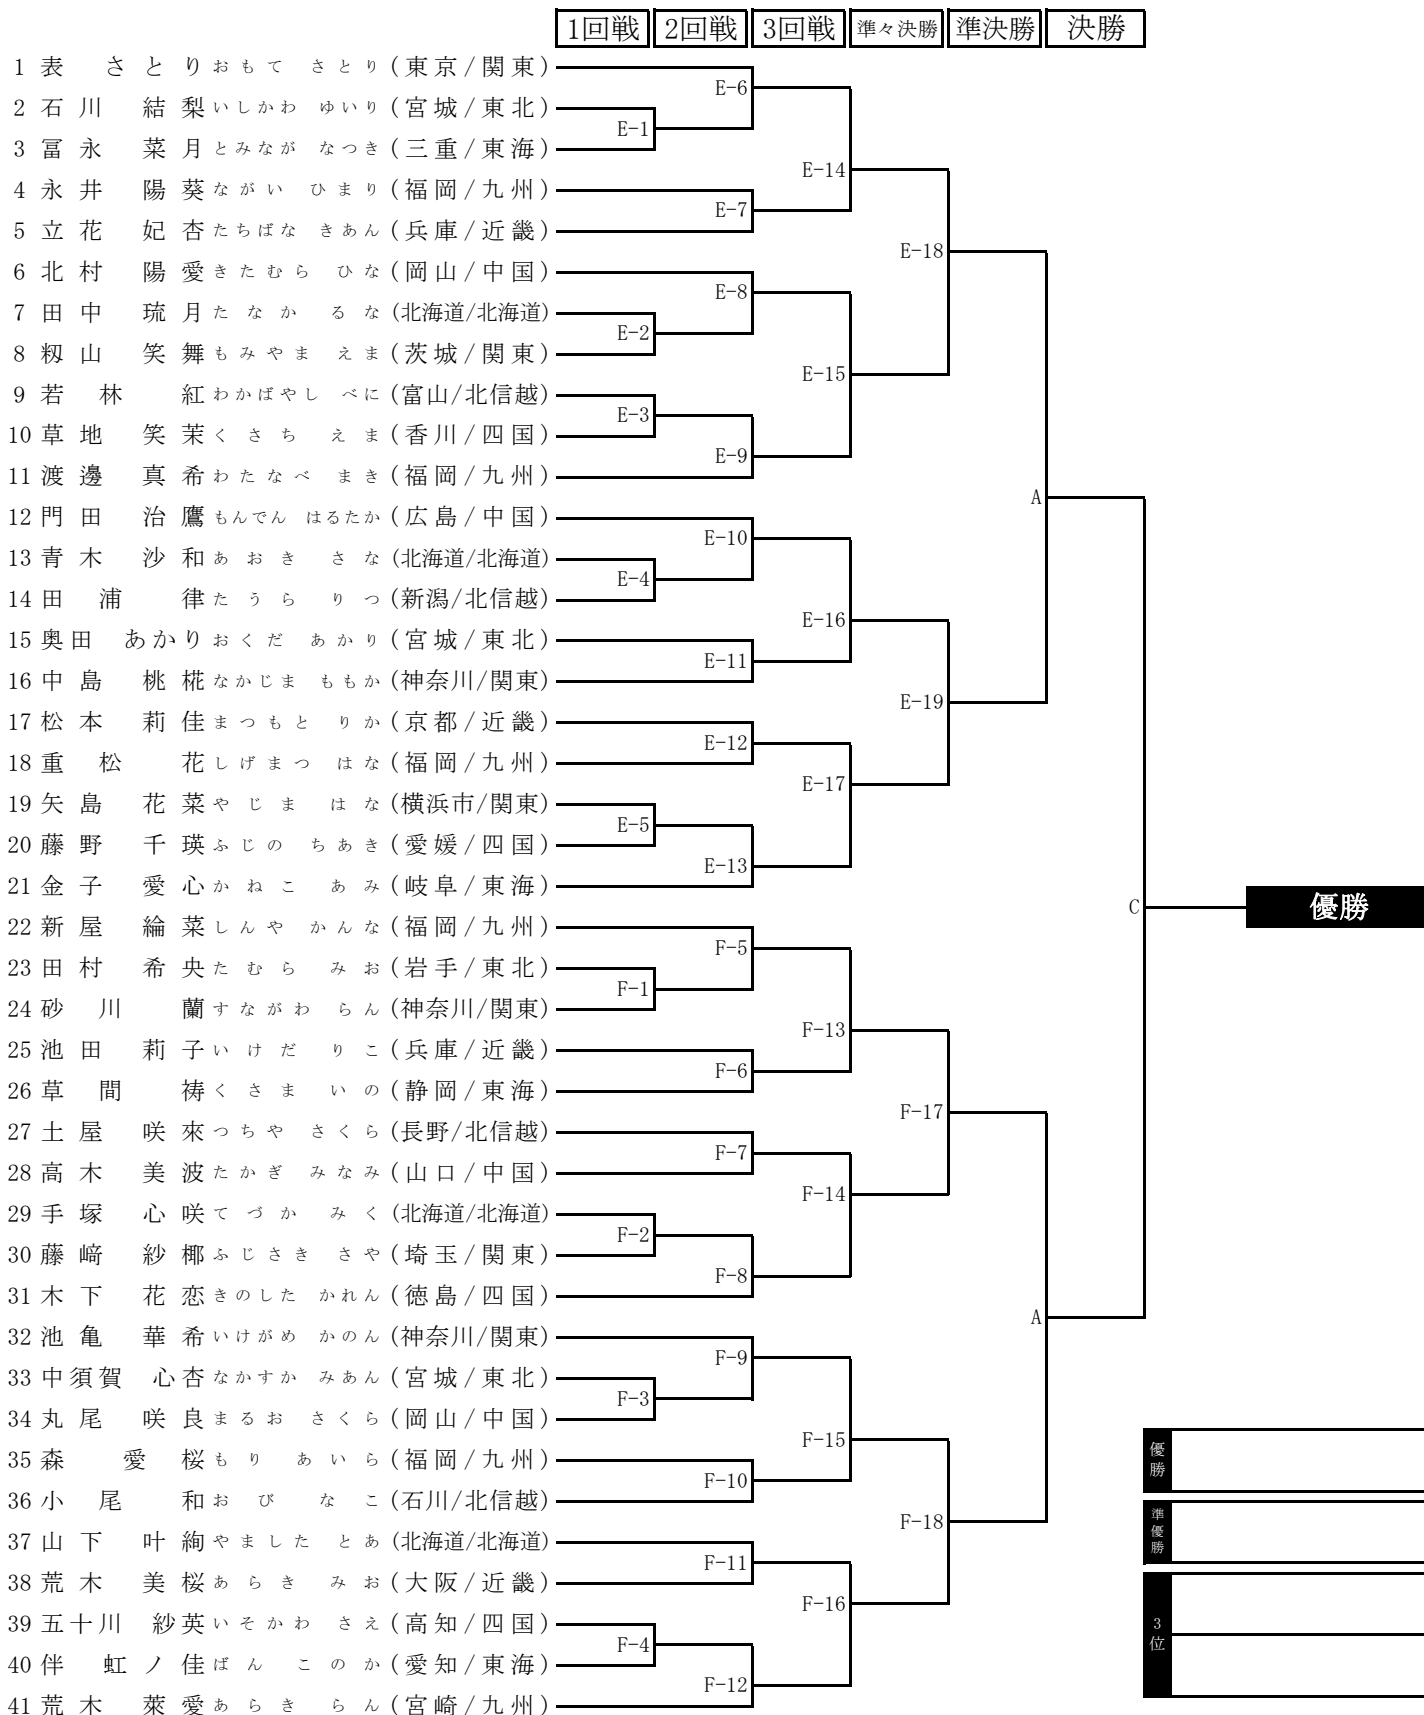 1回戦 2回戦 3回戦 準々決勝 準決勝 決勝
1 表 さとり おもて さとり (東京/関東)
E-6
2 石川 結梨 いしかわ ゆいり (宮城/東北)
E-1
3 冨永 菜月 とみなが なつき (三重/東海)
E-14
4 永井 陽葵 ながい ひまり (福岡/九州)
E-7
5 立花 妃杏 たちばな きあん (兵庫/近畿)
E-18
6 北村 陽愛 きたむら ひな (岡山/中国)
E-8
7 田中 琉月 たなか るな (北海道/北海道)
E-2
8 籾山 笑舞 もみやま えま (茨城/関東)
E-15
9 若林 紅 わかばやし べに (富山/北信越)
E-3
10 草地 笑茉 くさち えま (香川/四国)
E-9
11 渡邊 真希 わたなべ まき (福岡/九州)
A
12 門田 治鷹 もんでん はるたか (広島/中国)
E-10
13 青木 沙和 あおき さな (北海道/北海道)
E-4
14 田浦 律 たうら りつ (新潟/北信越)
E-16
15 奥田 あかり おくだ あかり (宮城/東北)
E-11
16 中島 桃椛 なかじま ももか (神奈川/関東)
E-19
17 松本 莉佳 まつもと りか (京都/近畿)
E-12
18 重松 花 しげまつ はな (福岡/九州)
E-17
19 矢島 花菜 やじま はな (横浜市/関東)
E-5
20 藤野 千瑛 ふじの ちあき (愛媛/四国)
E-13
21 金子 愛心 かねこ あみ (岐阜/東海)
C 優勝
22 新屋 綸菜 しんや かんな (福岡/九州)
F-5
23 田村 希央 たむら みお (岩手/東北)
F-1
24 砂川 蘭 すながわ らん (神奈川/関東)
F-13
25 池田 莉子 いけだ りこ (兵庫/近畿)
F-6
26 草間 祷 くさま いの (静岡/東海)
F-17
27 土屋 咲來 つちや さくら (長野/北信越)
F-7
28 高木 美波 たかぎ みなみ (山口/中国)
F-14
29 手塚 心咲 てづか みく (北海道/北海道)
F-2
30 藤﨑 紗椰 ふじさき さや (埼玉/関東)
F-8
31 木下 花恋 きのした かれん (徳島/四国)
A
32 池亀 華希 いけがめ かのん (神奈川/関東)
F-9
33 中須賀 心杏 なかすか みあん (宮城/東北)
F-3
34 丸尾 咲良 まるお さくら (岡山/中国)
F-15
35 森 愛桜 もり あいら (福岡/九州)
F-10
36 小尾 和 おび なこ (石川/北信越)
F-18
37 山下 叶絢 やました とあ (北海道/北海道)
F-11
38 荒木 美桜 あらき みお (大阪/近畿)
F-16
39 五十川 紗英 いそかわ さえ (高知/四国)
F-4
40 伴 虹ノ佳 ばん このか (愛知/東海)
F-12
41 荒木 萊愛 あらき らん (宮崎/九州)
優勝
準優勝
3位